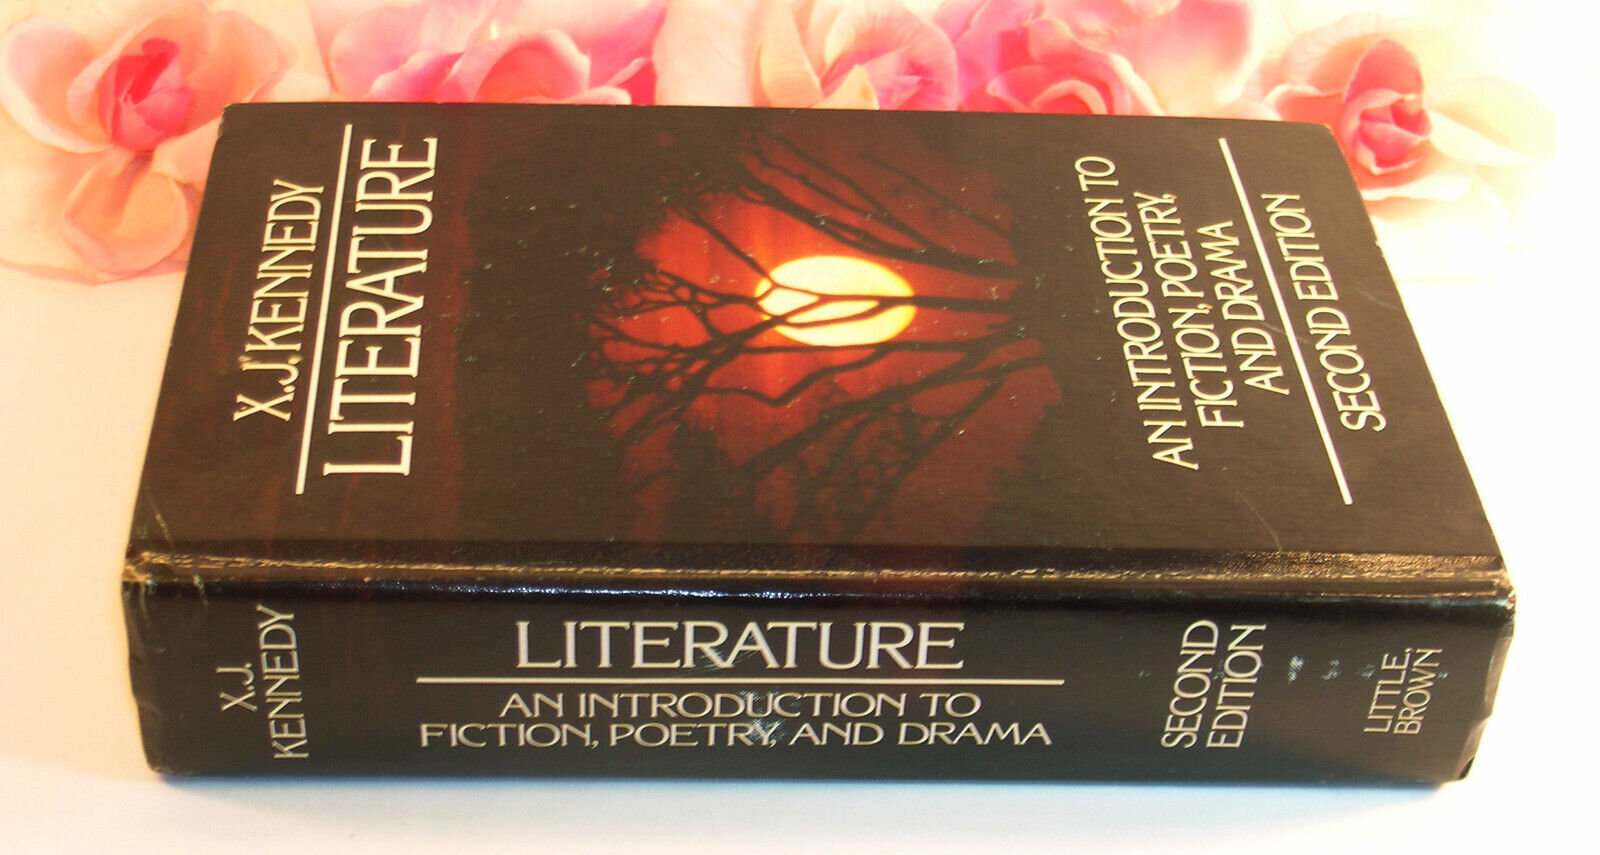 X.J. KENNEDY
LITERATURE
AN INTRODUCTION TO
FICTION, POETRY,
AND DRAMA
SECOND EDITION
X.J.
KENNEDY
LITERATURE
AN INTRODUCTION TO
FICTION, POETRY, AND DRAMA
SECOND
EDITION
LITTLE,
BROWN